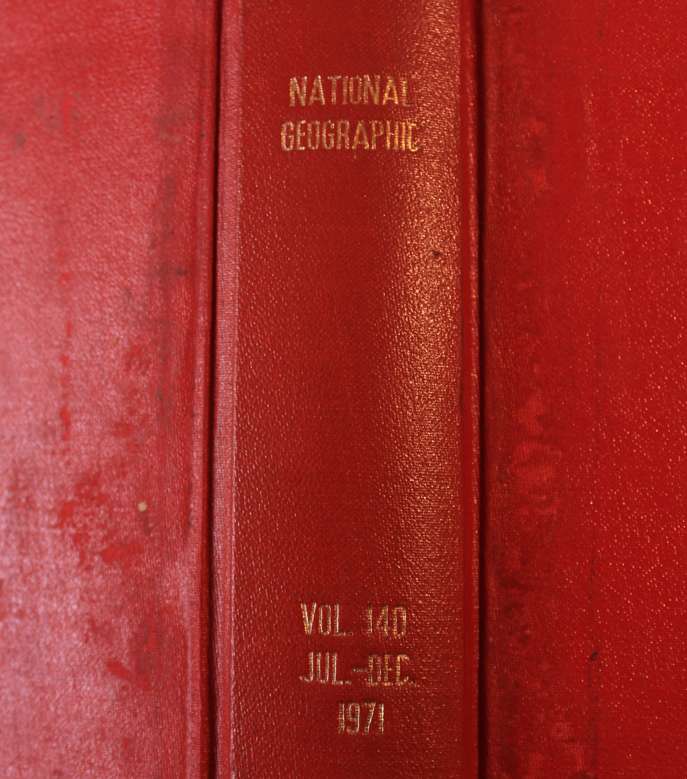 NATIONAL
GEOGRAPHIC
VOL. 140
JUL.-DEC.
1971